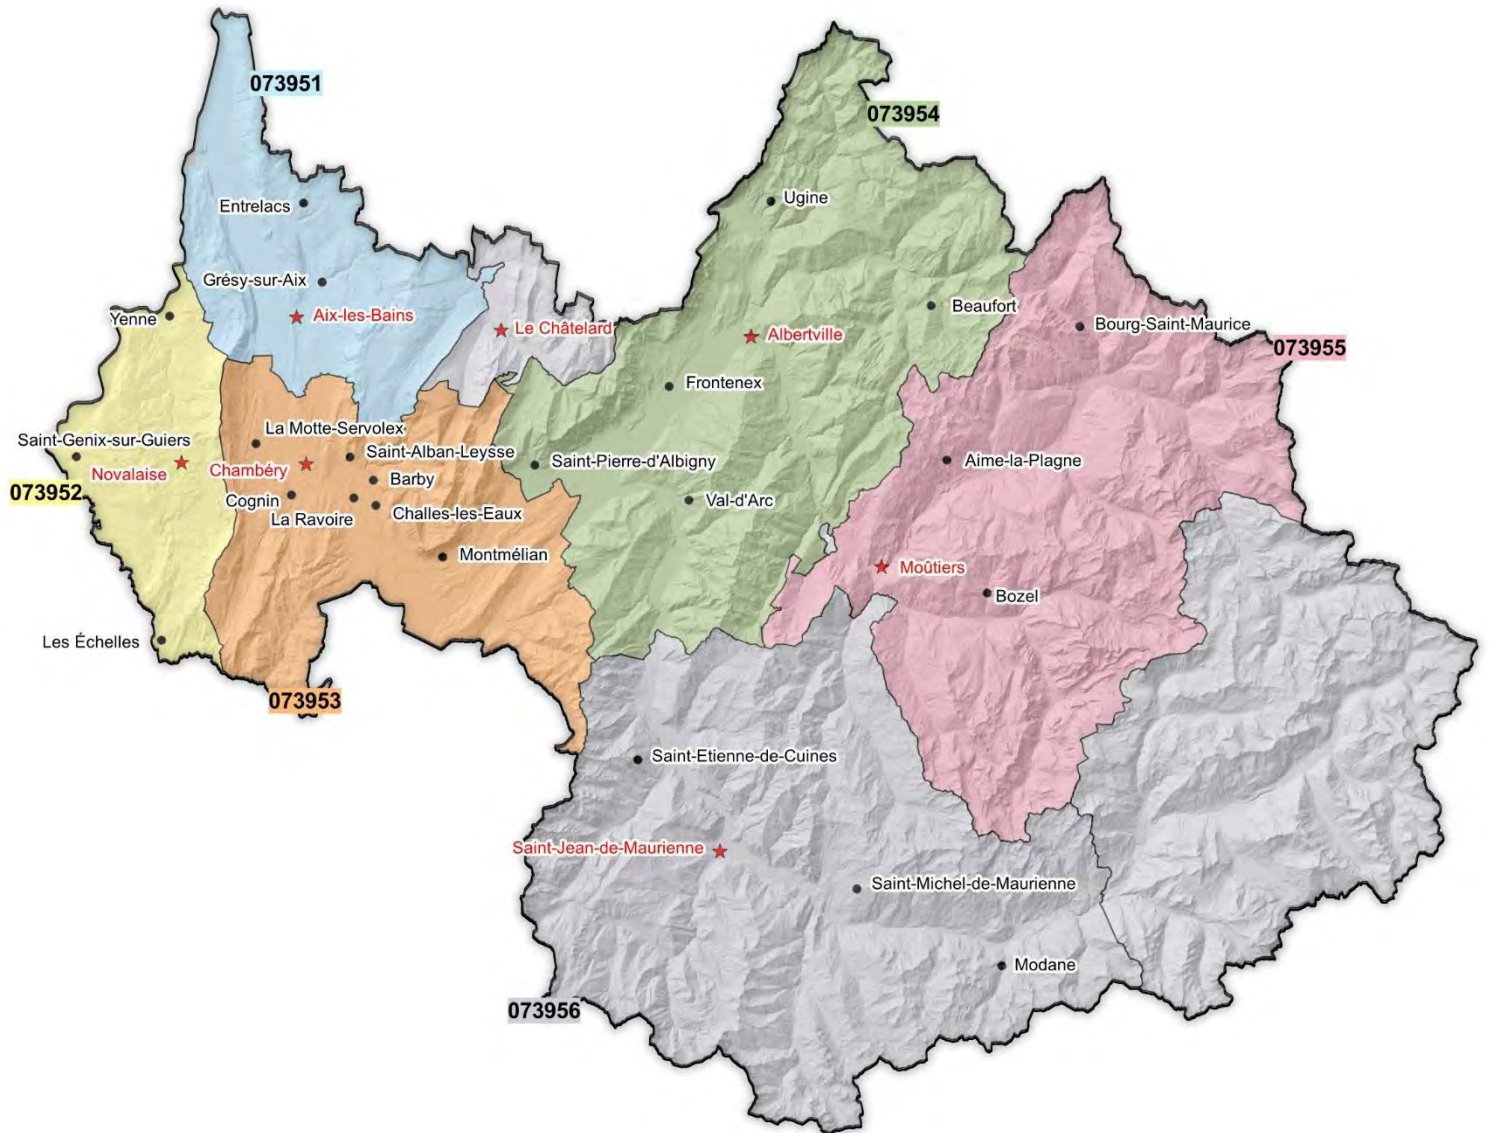 073951
073954
Ugine
Entrelacs
Grésy-sur-Aix
Beaufort
Yenne
Aix-les-Bains
Le Châtelard
Albertville
Bourg-Saint-Maurice
073955
Frontenex
Saint-Genix-sur-Guiers
La Motte-Servolex
Saint-Alban-Leysse
Saint-Pierre-d'Albigny
Aime-la-Plagne
Novalaise
Chambéry
Barby
073952
Cognin
La Ravoire
Challes-les-Eaux
Val-d'Arc
Montmélian
Moûtiers
Bozel
Les Échelles
073953
Saint-Etienne-de-Cuines
Saint-Jean-de-Maurienne
Saint-Michel-de-Maurienne
Modane
073956